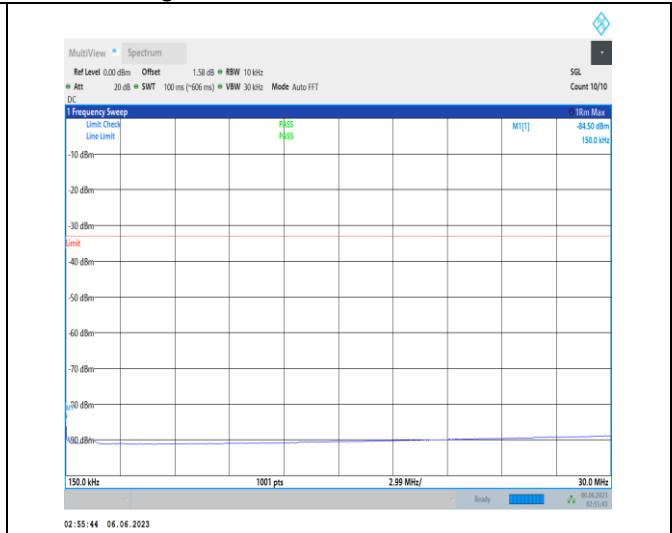 MultiView Spectrum
Ref Level 0.00 dBm Offset 1.58 dB RBW 10 kHz SGL
Att 20 dB SWT 100 ms (~606 ms) VBW 30 kHz Mode Auto FFT Count 10/10
DC
1 Frequency Sweep 1Rm Max
Limit Check PASS M1[1] -84.50 dBm
Line Limit PASS 150.0 kHz
-10 dBm
-20 dBm
-30 dBm
Limit
-40 dBm
-50 dBm
-60 dBm
-70 dBm
M1
-80 dBm
-90 dBm
150.0 kHz 1001 pts 2.99 MHz/ 30.0 MHz
Ready 06.06.2023
02:55:43
02:55:44 06.06.2023